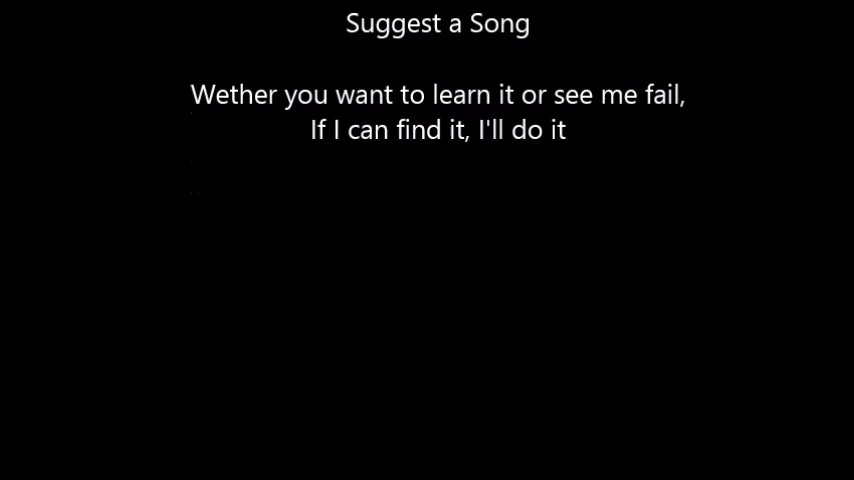 Suggest a Song
Wether you want to learn it or see me fail,
If I can find it, I'll do it